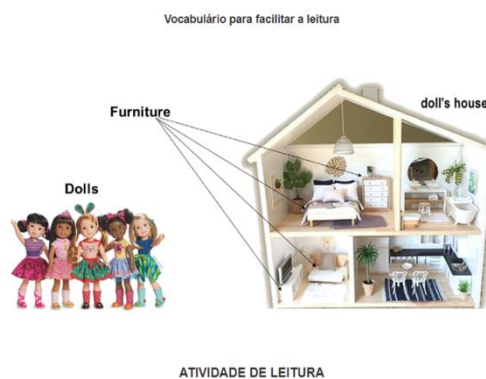 Vocabulário para facilitar a leitura
doll's house
Furniture
Dolls
ATIVIDADE DE LEITURA